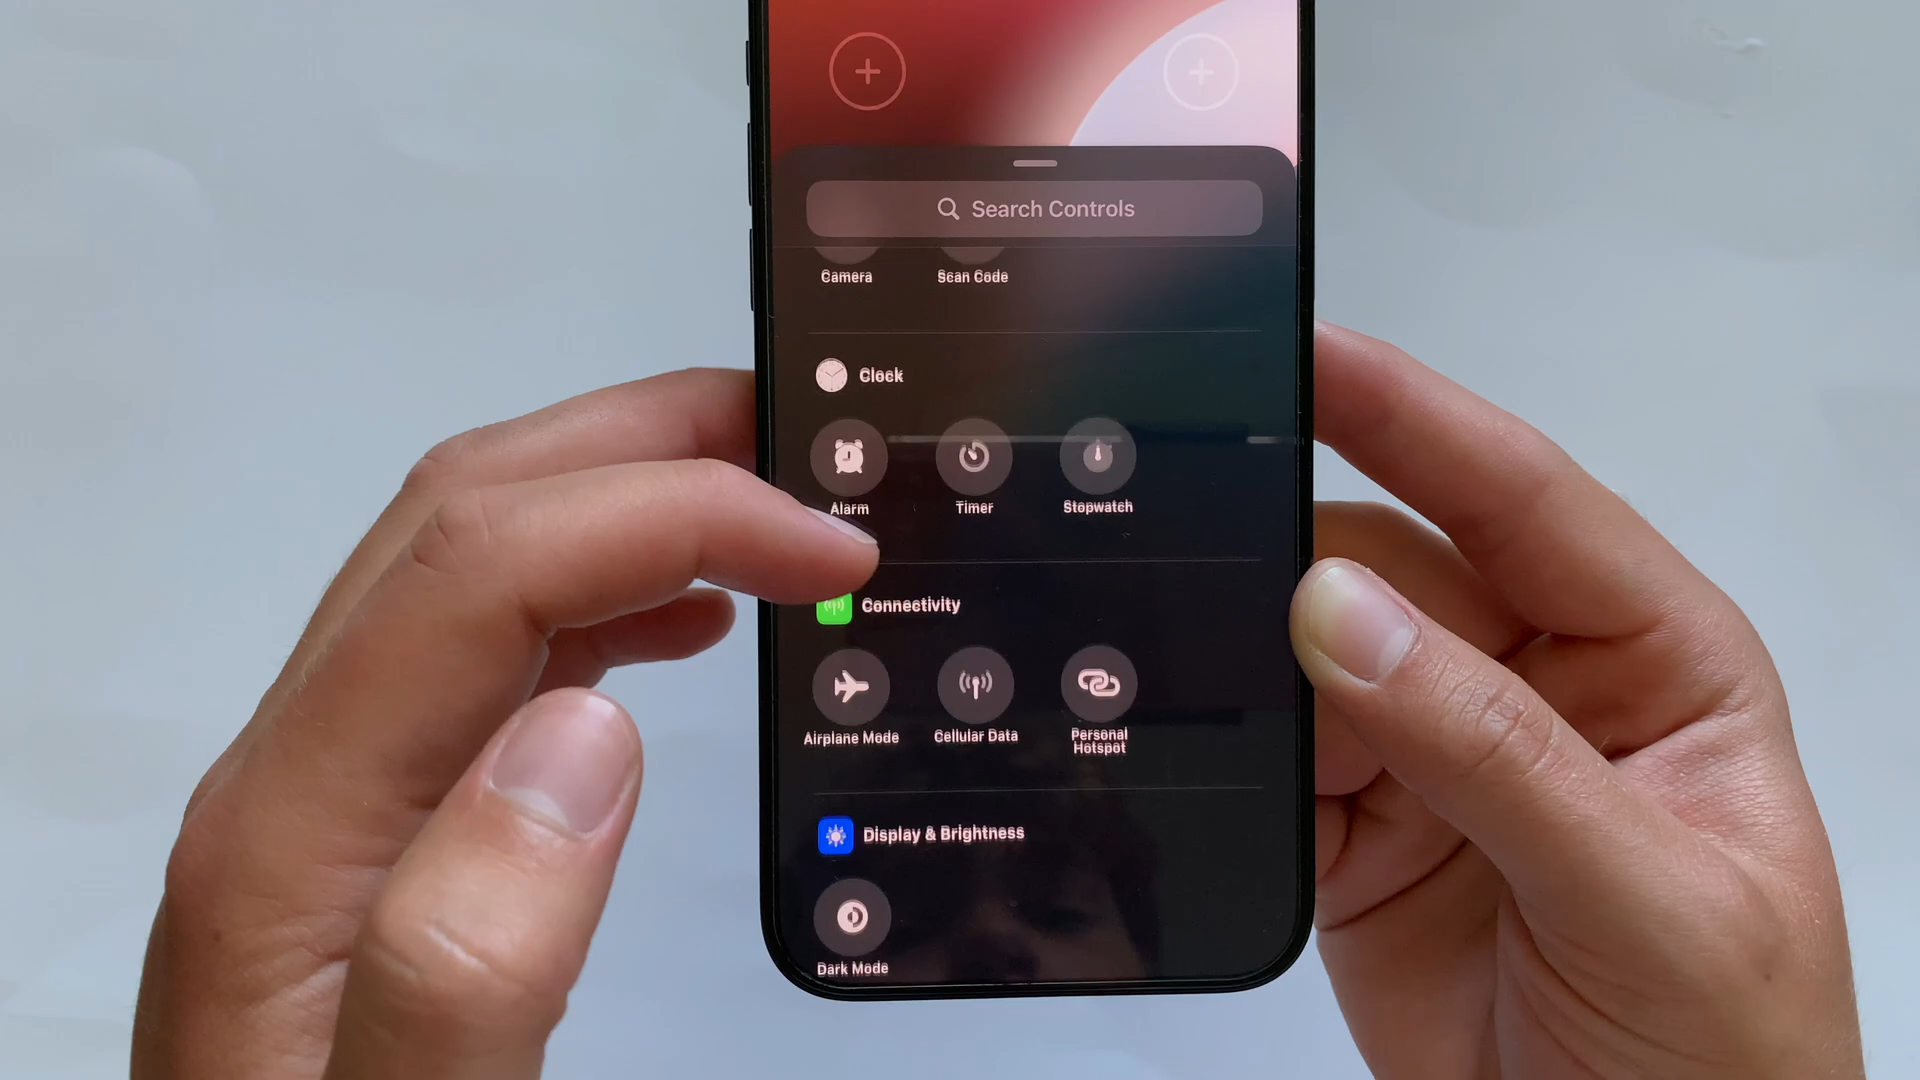 Search Controls
Camera
Scan Code
Clock
Alarm
Timer
Stopwatch
Connectivity
Airplane Mode
Cellular Data
Personal
Hotspot
Display & Brightness
Dark Mode